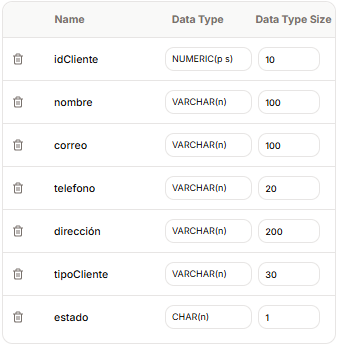 Name Data Type Data Type Size
idCliente NUMERIC(p s) 10
nombre VARCHAR(n) 100
correo VARCHAR(n) 100
telefono VARCHAR(n) 20
dirección VARCHAR(n) 200
tipoCliente VARCHAR(n) 30
estado CHAR(n) 1